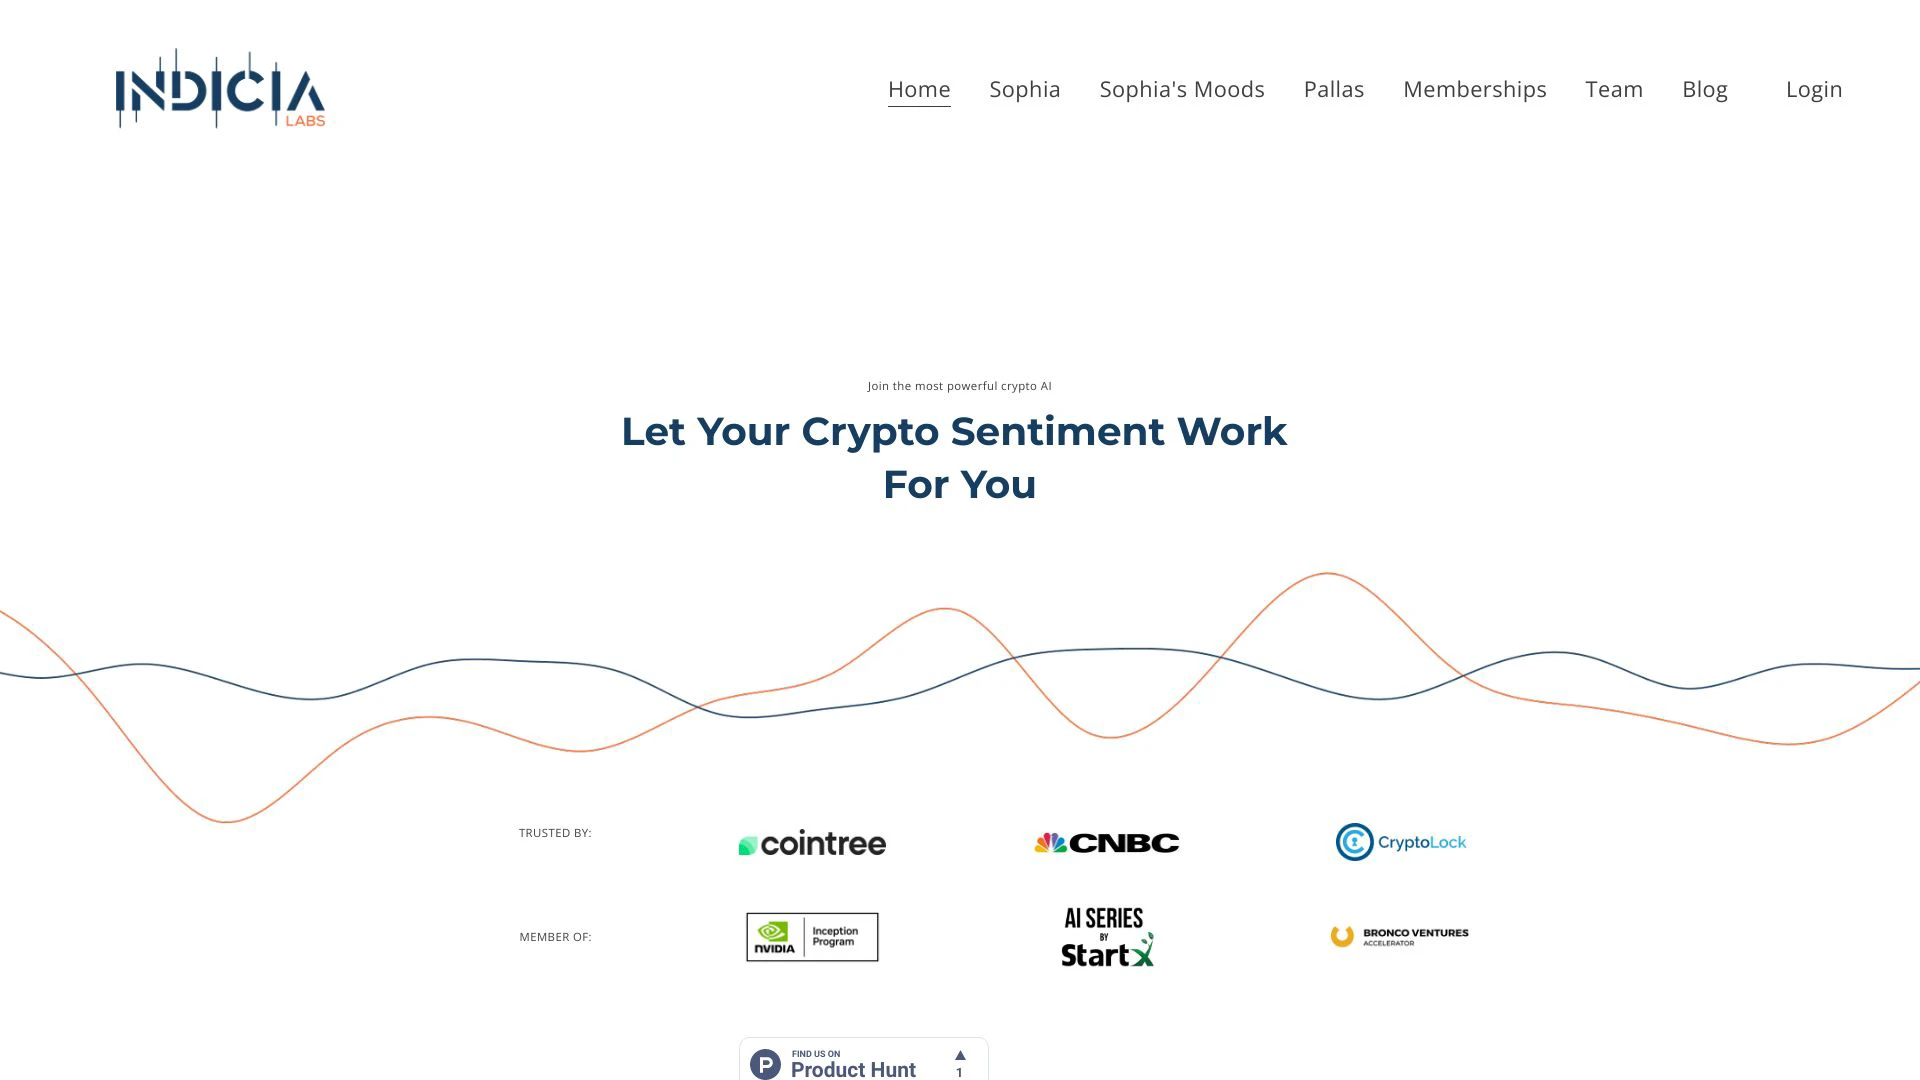 INDICIA
LABS
Home Sophia Sophia's Moods Pallas Memberships Team Blog Login
Join the most powerful crypto AI
Let Your Crypto Sentiment Work
For You
TRUSTED BY:
cointree
CNBC
CryptoLock
MEMBER OF:
NVIDIA
Inception
Program
AI SERIES
BY
StartX
BRONCO VENTURES
ACCELERATOR
P
FIND US ON
Product Hunt
1